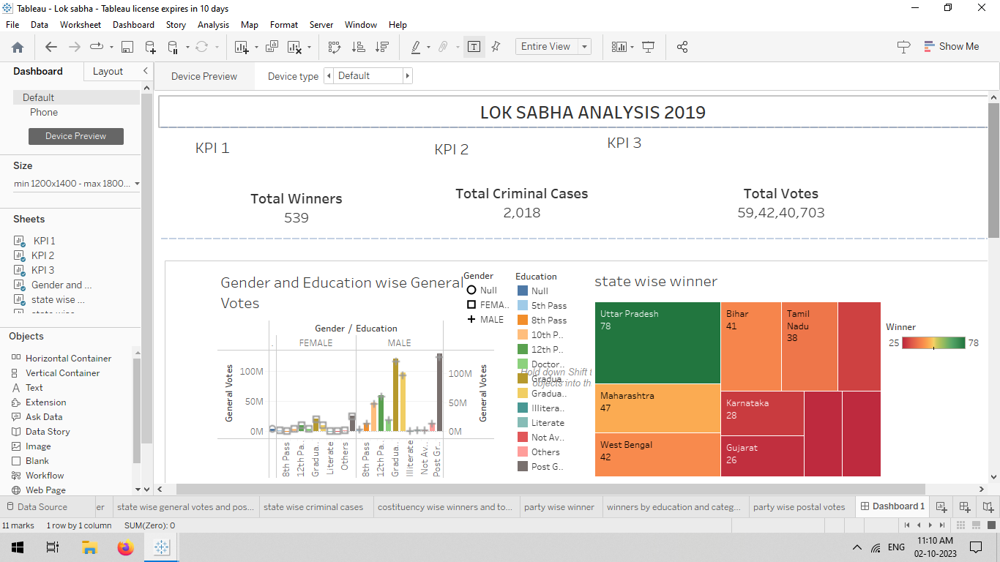 Tableau - Lok sabha - Tableau license expires in 10 days
File Data Worksheet Dashboard Story Analysis Map Format Server Window Help
Entire View
Show Me
Dashboard Layout
Device Preview Device type Default
Default
Phone
Device Preview
Size
min 1200x1400 - max 1800...
Sheets
KPI 1
KPI 2
KPI 3
Gender and ...
state wise ...
Objects
Horizontal Container
Vertical Container
Text
Extension
Ask Data
Data Story
Image
Blank
Workflow
Web Page
LOK SABHA ANALYSIS 2019
KPI 1
KPI 2
KPI 3
Total Winners
539
Total Criminal Cases
2,018
Total Votes
59,42,40,703
Gender and Education wise General
Votes
Gender / Education
. FEMALE MALE
General Votes
100M
50M
0M
100M
50M
0M
General Votes
8th Pass
12th Pa..
Gradua..
Literate
Others
8th Pass
12th Pa..
Gradua..
Illiterate
Not Av..
Post Gr..
Gender
Null
FEMA..
MALE
Education
Null
5th Pass
8th Pass
10th P..
12th P..
Doctor..
Hold down Shift t
Gradua..
objects into th
Gradua..
Illitera..
Literate
Not Av..
Others
Post G..
state wise winner
Uttar Pradesh
78
Maharashtra
47
West Bengal
42
Bihar
41
Tamil
Nadu
38
Karnataka
28
Gujarat
26
Winner
25 78
Data Source er state wise general votes and pos... state wise criminal cases costituency wise winners and to... party wise winner winners by education and categ... party wise postal votes Dashboard 1
11 marks 1 row by 1 column SUM(Zero): 0
ENG
11:10 AM
02-10-2023